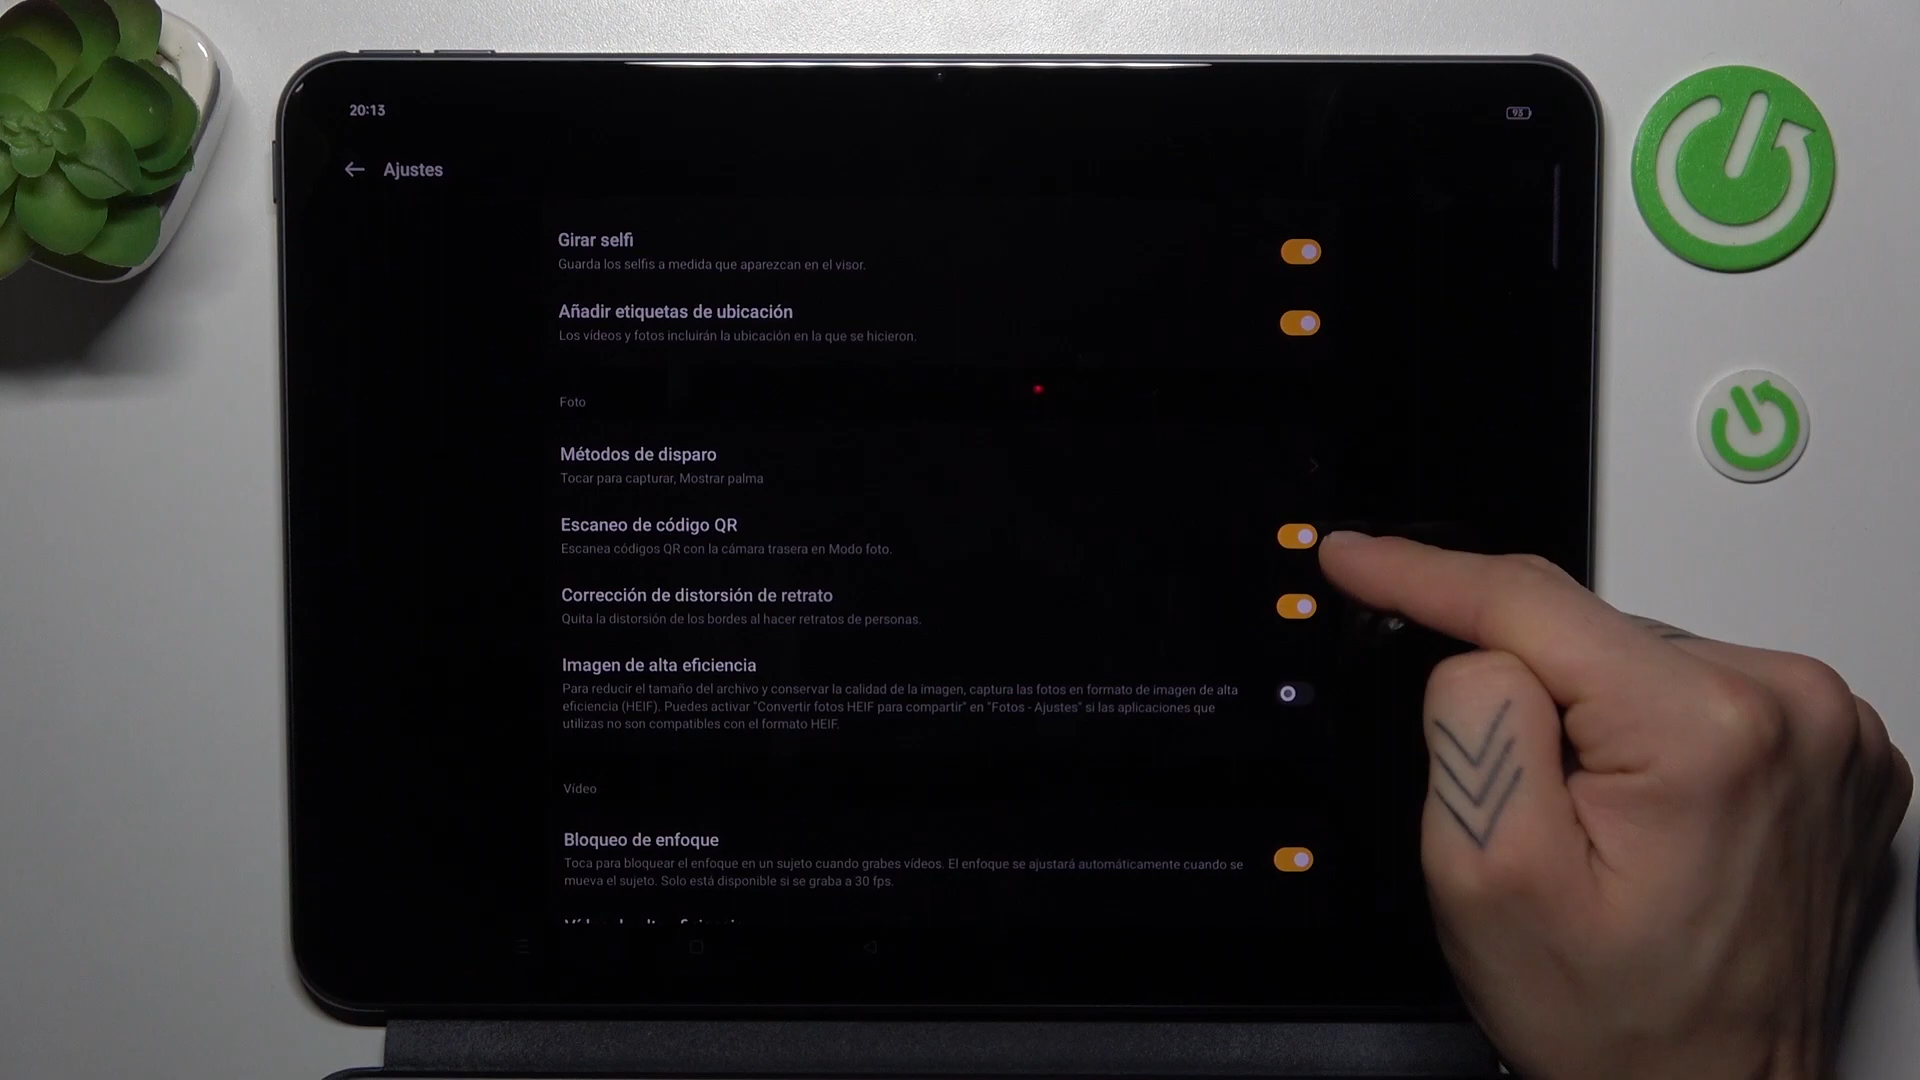 20:13
93
Ajustes
Girar selfi
Guarda los selfis a medida que aparezcan en el visor.
Añadir etiquetas de ubicación
Los vídeos y fotos incluirán la ubicación en la que se hicieron.
Foto
Métodos de disparo
Tocar para capturar, Mostrar palma
Escaneo de código QR
Escanea códigos QR con la cámara trasera en Modo foto.
Corrección de distorsión de retrato
Quita la distorsión de los bordes al hacer retratos de personas.
Imagen de alta eficiencia
Para reducir el tamaño del archivo y conservar la calidad de la imagen, captura las fotos en formato de imagen de alta
eficiencia (HEIF). Puedes activar "Convertir fotos HEIF para compartir" en "Fotos - Ajustes" si las aplicaciones que
utilizas no son compatibles con el formato HEIF.
Vídeo
Bloqueo de enfoque
Toca para bloquear el enfoque en un sujeto cuando grabes vídeos. El enfoque se ajustará automáticamente cuando se
mueva el sujeto. Solo está disponible si se graba a 30 fps.